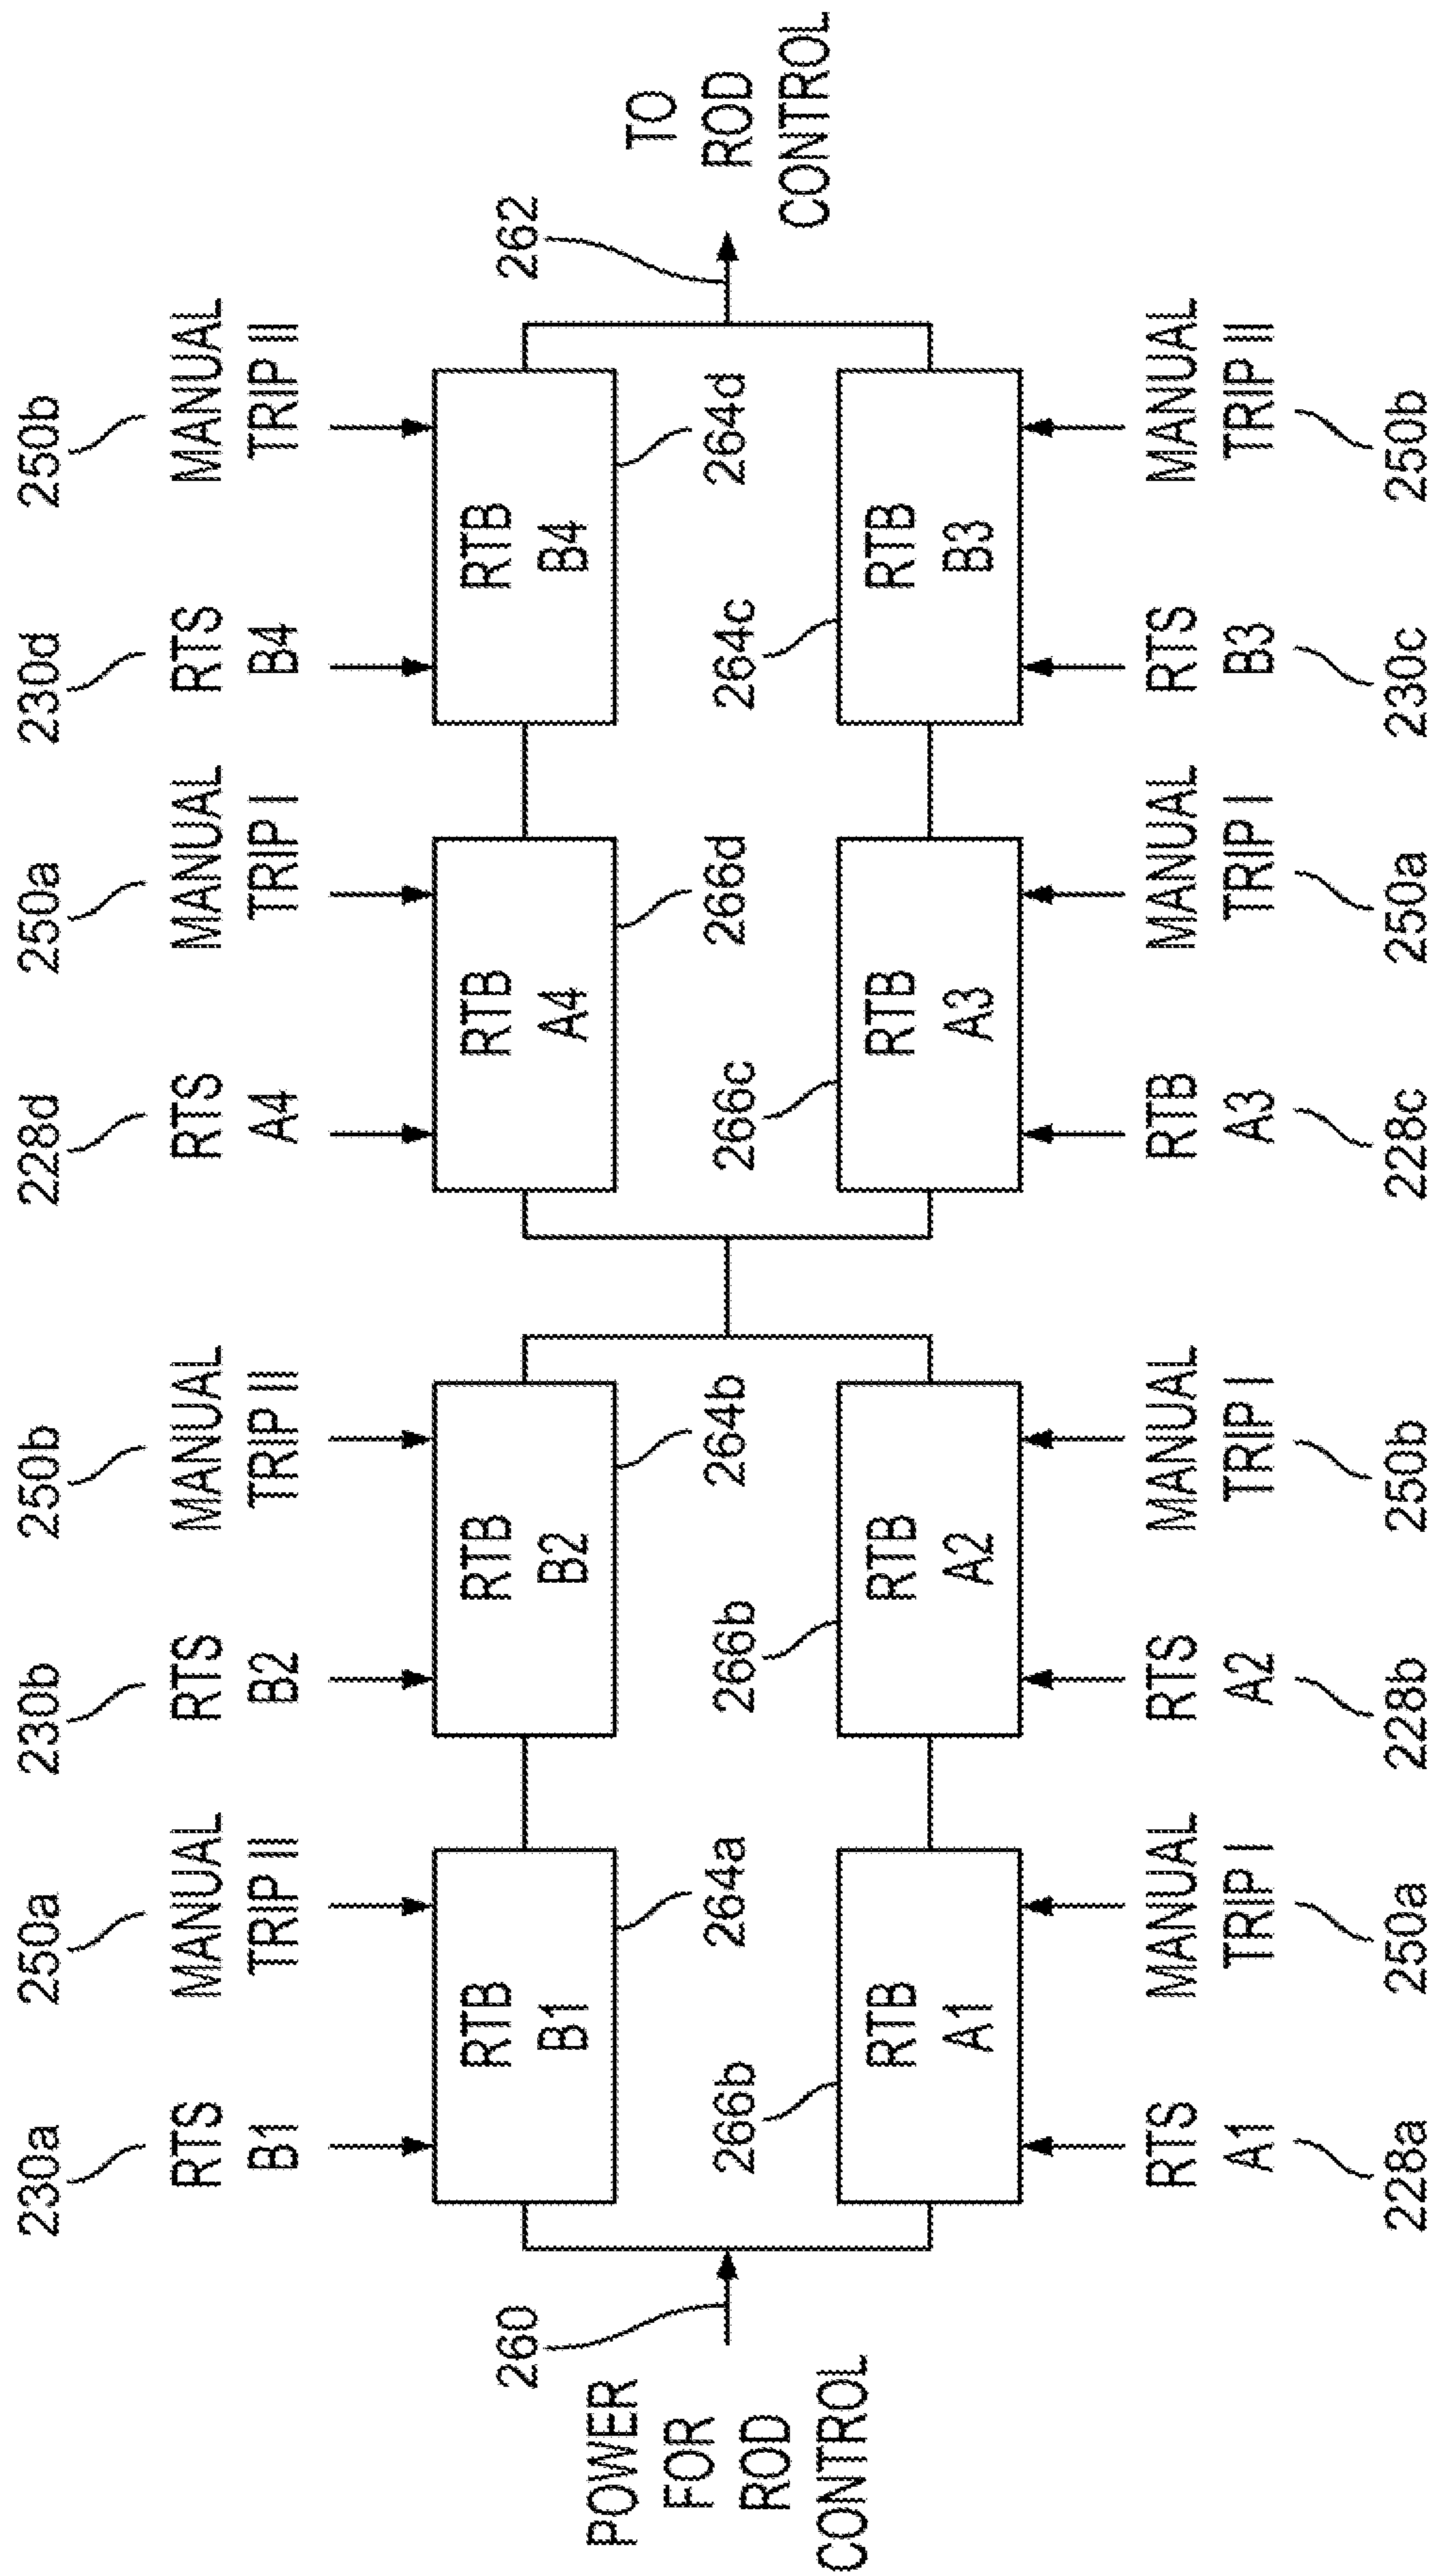 230a
250a
230b
250b
228d
250a
230d
250b
RTS
B1
MANUAL
TRIP II
RTS
B2
MANUAL
TRIP II
RTS
A4
MANUAL
TRIP I
RTS
B4
MANUAL
TRIP II
POWER
FOR
ROD
CONTROL
260
RTB
B1
264a
RTB
B2
264b
RTB
A4
266d
RTB
B4
264d
262
TO
ROD
CONTROL
266b
RTB
A1
266b
RTB
A2
266c
RTB
A3
264c
RTB
B3
RTS
A1
MANUAL
TRIP I
RTS
A2
MANUAL
TRIP I
RTB
A3
MANUAL
TRIP I
RTS
B3
MANUAL
TRIP II
228a
250a
228b
250b
228c
250a
230c
250b